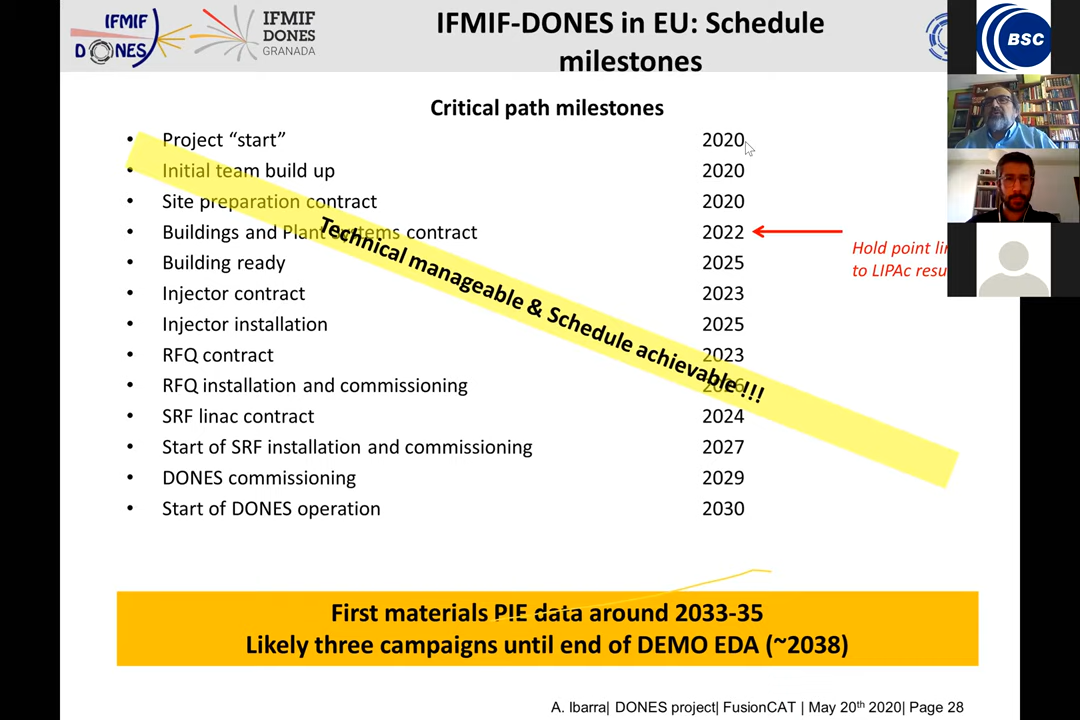 IFMIF
DONES
IFMIF
DONES
GRANADA
IFMIF-DONES in EU: Schedule
milestones
BSC
Critical path milestones
• Project “start” 2020
• Initial team build up 2020
• Site preparation contract 2020
• Buildings and Plant Systems contract 2022
Hold point
to LIPAc
• Building ready 2025
• Injector contract 2023
• Injector installation 2025
• RFQ contract 2023
• RFQ installation and commissioning 2026
• SRF linac contract 2024
• Start of SRF installation and commissioning 2027
• DONES commissioning 2029
• Start of DONES operation 2030
Technical manageable & Schedule achievable !!!
First materials PIE data around 2033-35
Likely three campaigns until end of DEMO EDA (~2038)
A. Ibarra| DONES project| FusionCAT | May 20th 2020| Page 28